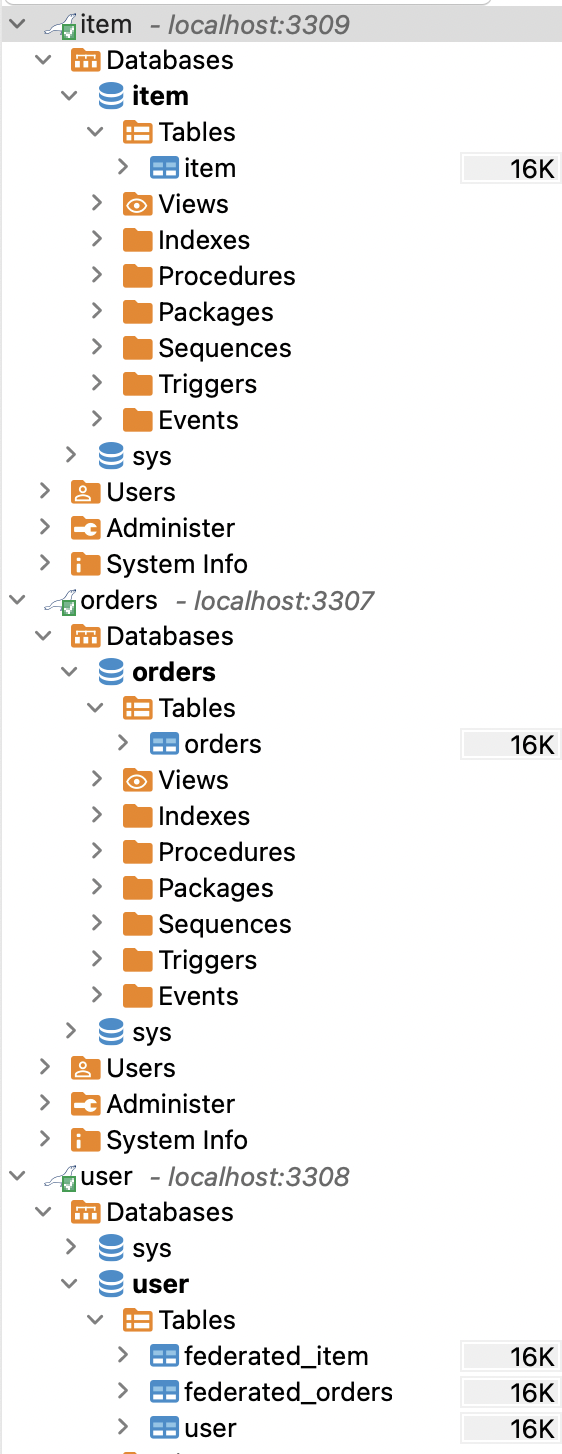 item - localhost:3309
Databases
item
Tables
item 16K
Views
Indexes
Procedures
Packages
Sequences
Triggers
Events
sys
Users
Administer
System Info
orders - localhost:3307
Databases
orders
Tables
orders 16K
Views
Indexes
Procedures
Packages
Sequences
Triggers
Events
sys
Users
Administer
System Info
user - localhost:3308
Databases
sys
user
Tables
federated_item 16K
federated_orders 16K
user 16K